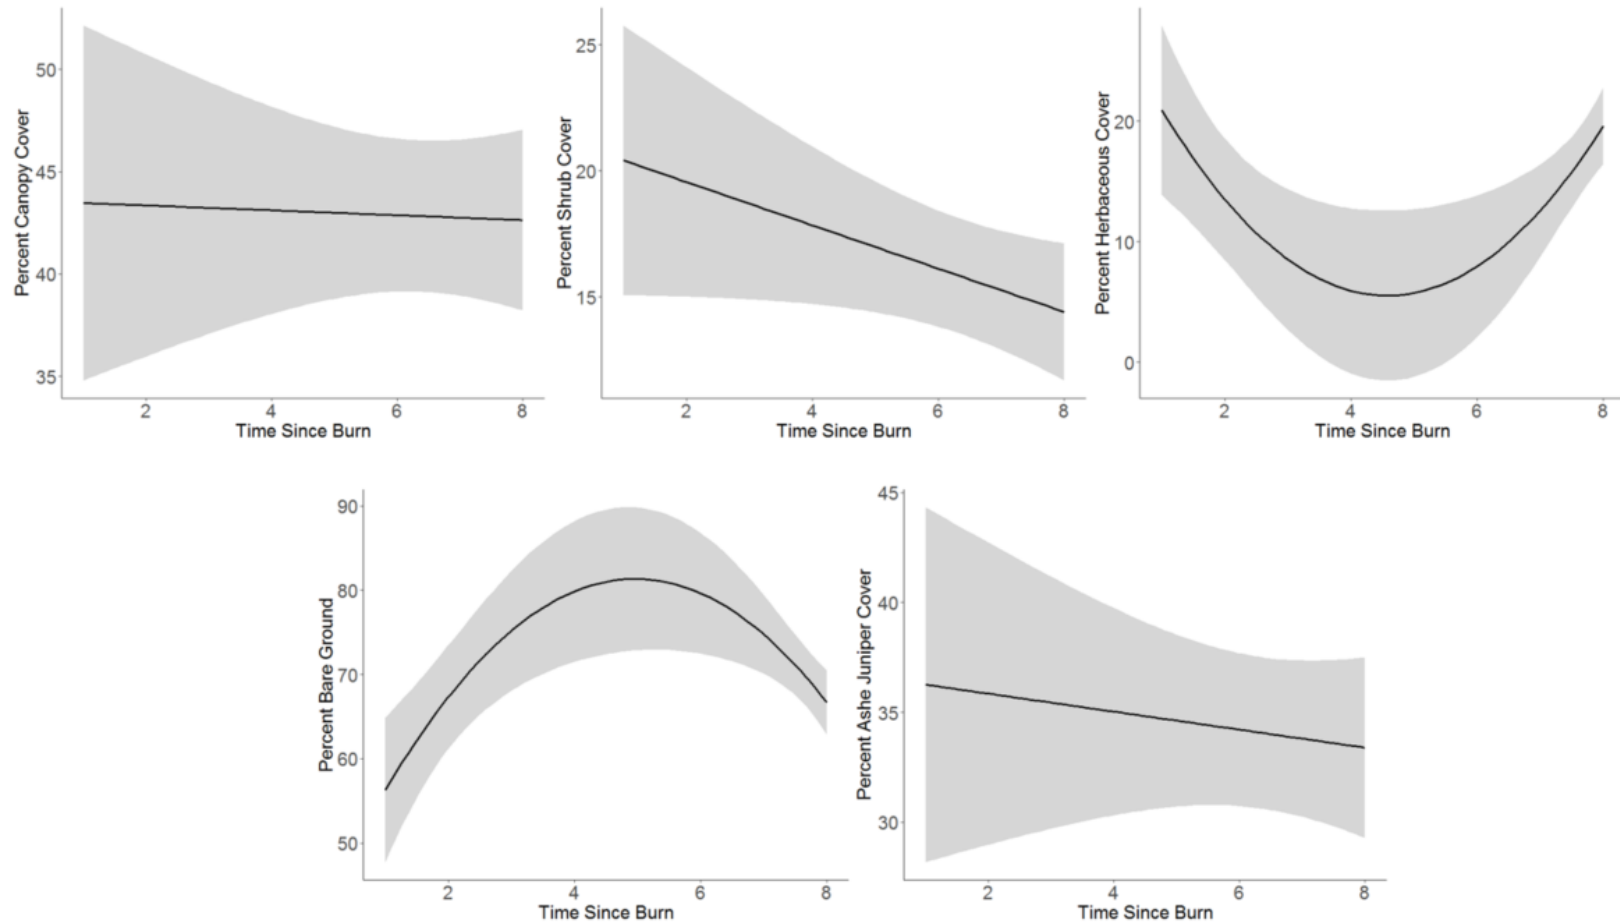 Percent Canopy Cover
50
45
40
35
2 4 6 8
Time Since Burn
Percent Shrub Cover
25
20
15
2 4 6 8
Time Since Burn
Percent Herbaceous Cover
20
10
0
2 4 6 8
Time Since Burn
Percent Bare Ground
90
80
70
60
50
2 4 6 8
Time Since Burn
Percent Ashe Juniper Cover
45
40
35
30
2 4 6 8
Time Since Burn